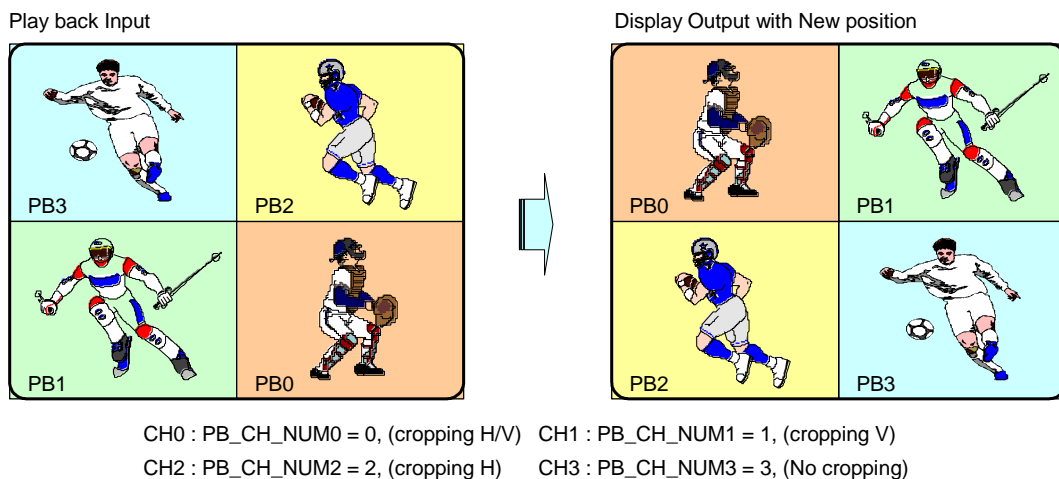 Play back Input
Display Output with New position
PB3
PB2
PB1
PB0
PB0
PB1
PB2
PB3
CH0 : PB_CH_NUM0 = 0, (cropping H/V) CH1 : PB_CH_NUM1 = 1, (cropping V)
CH2 : PB_CH_NUM2 = 2, (cropping H) CH3 : PB_CH_NUM3 = 3, (No cropping)